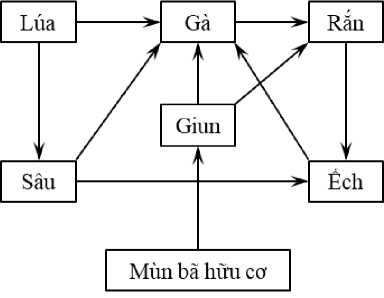 Lúa
Gà
Rắn
Giun
Sâu
Ếch
Mùn bã hữu cơ